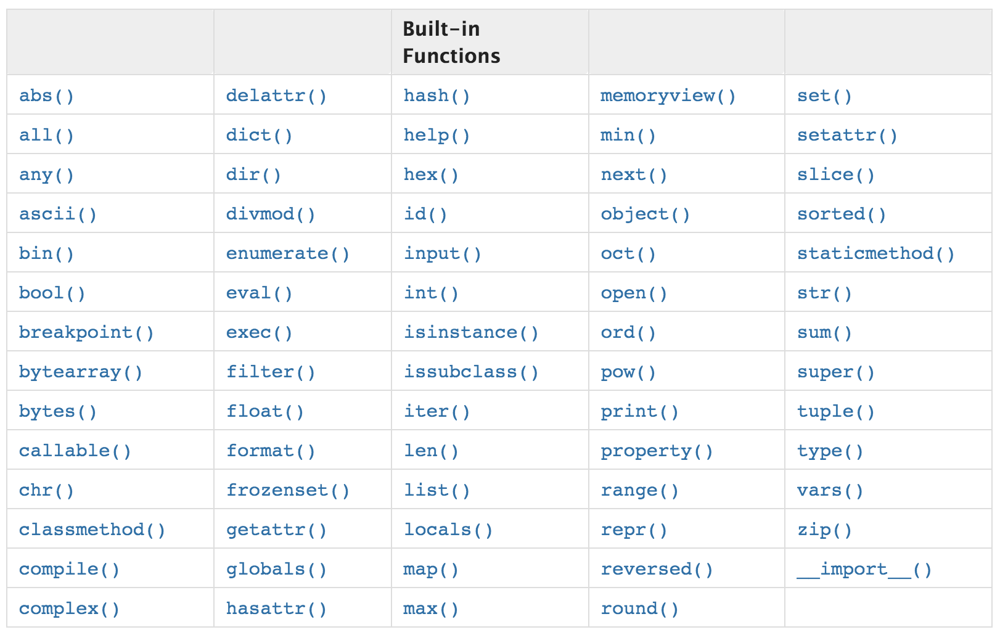 Built-in
Functions
abs() delattr() hash() memoryview() set()
all() dict() help() min() setattr()
any() dir() hex() next() slice()
ascii() divmod() id() object() sorted()
bin() enumerate() input() oct() staticmethod()
bool() eval() int() open() str()
breakpoint() exec() isinstance() ord() sum()
bytearray() filter() issubclass() pow() super()
bytes() float() iter() print() tuple()
callable() format() len() property() type()
chr() frozenset() list() range() vars()
classmethod() getattr() locals() repr() zip()
compile() globals() map() reversed() __import__()
complex() hasattr() max() round()